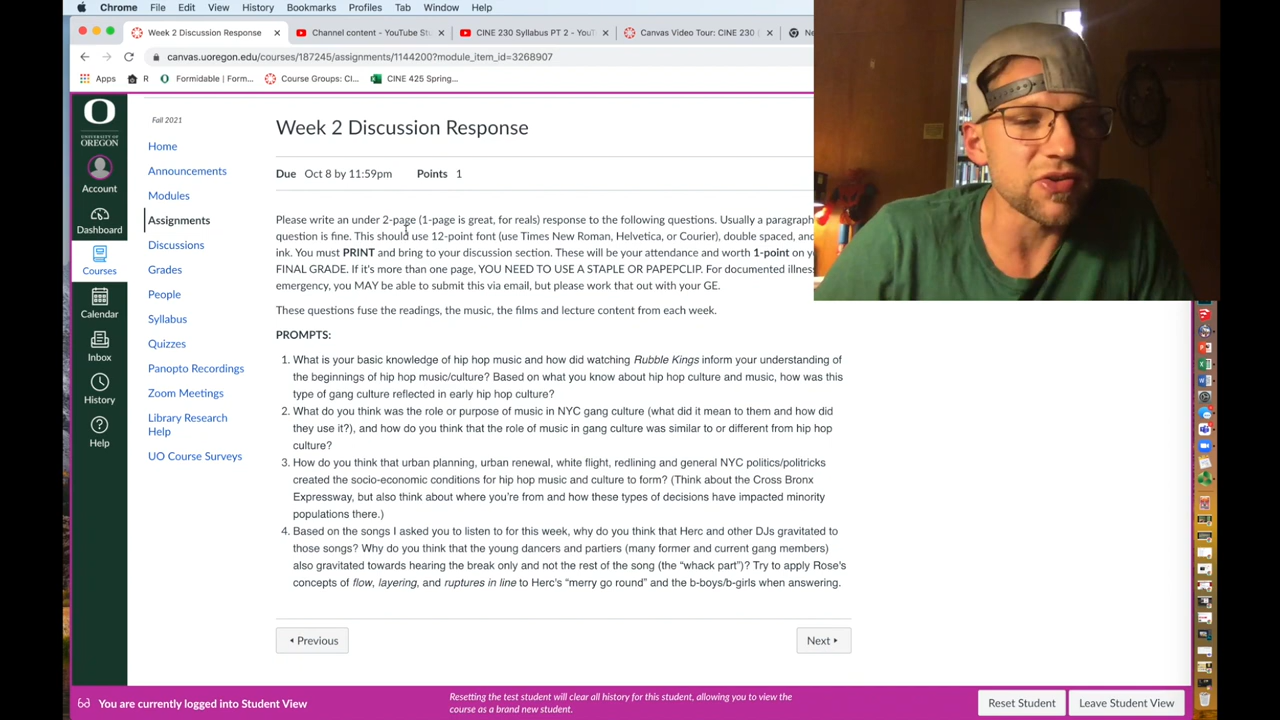 Chrome File Edit View History Bookmarks Profiles Tab Window Help
Week 2 Discussion Response
Channel content - YouTube St
CINE 230 Syllabus PT 2 - YouT
Canvas Video Tour: CINE 230
Ne
canvas.uoregon.edu/courses/187245/assignments/1144200?module_item_id=3268907
Apps R Formidable | Form... Course Groups: Cl... CINE 425 Spring...
O
UNIVERSITY OF OREGON
Account
Dashboard
Courses
Calendar
Inbox
History
Help
Fall 2021
Home
Announcements
Modules
Assignments
Discussions
Grades
People
Syllabus
Quizzes
Panopto Recordings
Zoom Meetings
Library Research
Help
UO Course Surveys
Week 2 Discussion Response
Due Oct 8 by 11:59pm Points 1
Please write an under 2-page (1-page is great, for reals) response to the following questions. Usually a paragraph
question is fine. This should use 12-point font (use Times New Roman, Helvetica, or Courier), double spaced, and
ink. You must PRINT and bring to your discussion section. These will be your attendance and worth 1-point on yo
FINAL GRADE. If it's more than one page, YOU NEED TO USE A STAPLE OR PAPEPCLIP. For documented illness
emergency, you MAY be able to submit this via email, but please work that out with your GE.
These questions fuse the readings, the music, the films and lecture content from each week.
PROMPTS:
1. What is your basic knowledge of hip hop music and how did watching Rubble Kings inform your understanding of
the beginnings of hip hop music/culture? Based on what you know about hip hop culture and music, how was this
type of gang culture reflected in early hip hop culture?
2. What do you think was the role or purpose of music in NYC gang culture (what did it mean to them and how did
they use it?), and how do you think that the role of music in gang culture was similar to or different from hip hop
culture?
3. How do you think that urban planning, urban renewal, white flight, redlining and general NYC politics/politricks
created the socio-economic conditions for hip hop music and culture to form? (Think about the Cross Bronx
Expressway, but also think about where you're from and how these types of decisions have impacted minority
populations there.)
4. Based on the songs I asked you to listen to for this week, why do you think that Herc and other DJs gravitated to
those songs? Why do you think that the young dancers and partiers (many former and current gang members)
also gravitated towards hearing the break only and not the rest of the song (the “whack part”)? Try to apply Rose's
concepts of flow, layering, and ruptures in line to Herc's “merry go round” and the b-boys/b-girls when answering.
Previous
Next
You are currently logged into Student View
Resetting the test student will clear all history for this student, allowing you to view the
course as a brand new student.
Reset Student
Leave Student View